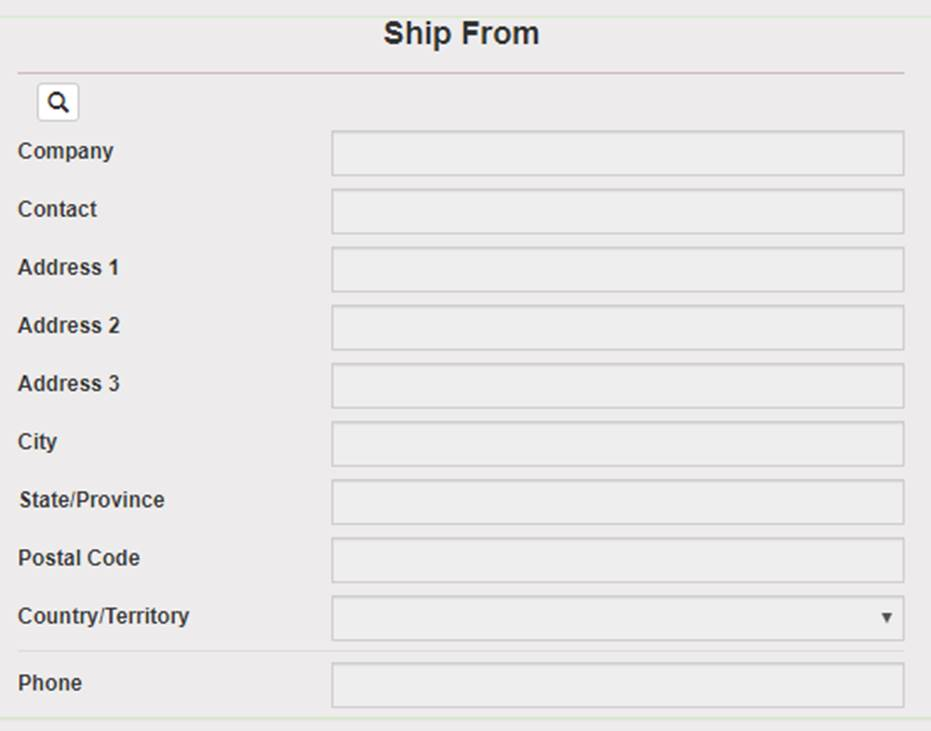 Ship From
Company
Contact
Address 1
Address 2
Address 3
City
State/Province
Postal Code
Country/Territory
Phone